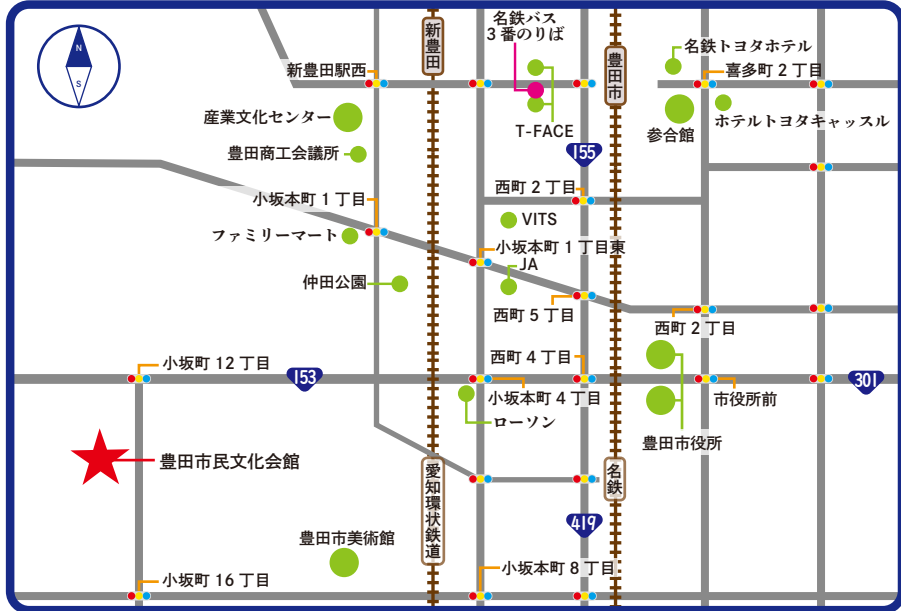 N
S
新豊田
名鉄バス
3番のりば
豊田市
名鉄トヨタホテル
新豊田駅西
喜多町2丁目
産業文化センター
T-FACE
参合館
ホテルトヨタキャッスル
豊田商工会議所
155
西町2丁目
小坂本町1丁目
VITS
ファミリーマート
小坂本町1丁目東
JA
仲田公園
西町5丁目
西町2丁目
小坂町12丁目
153
西町4丁目
301
小坂本町4丁目
市役所前
ローソン
豊田市役所
豊田市民文化会館
愛知環状鉄道
名鉄
419
豊田市美術館
小坂町16丁目
小坂本町8丁目